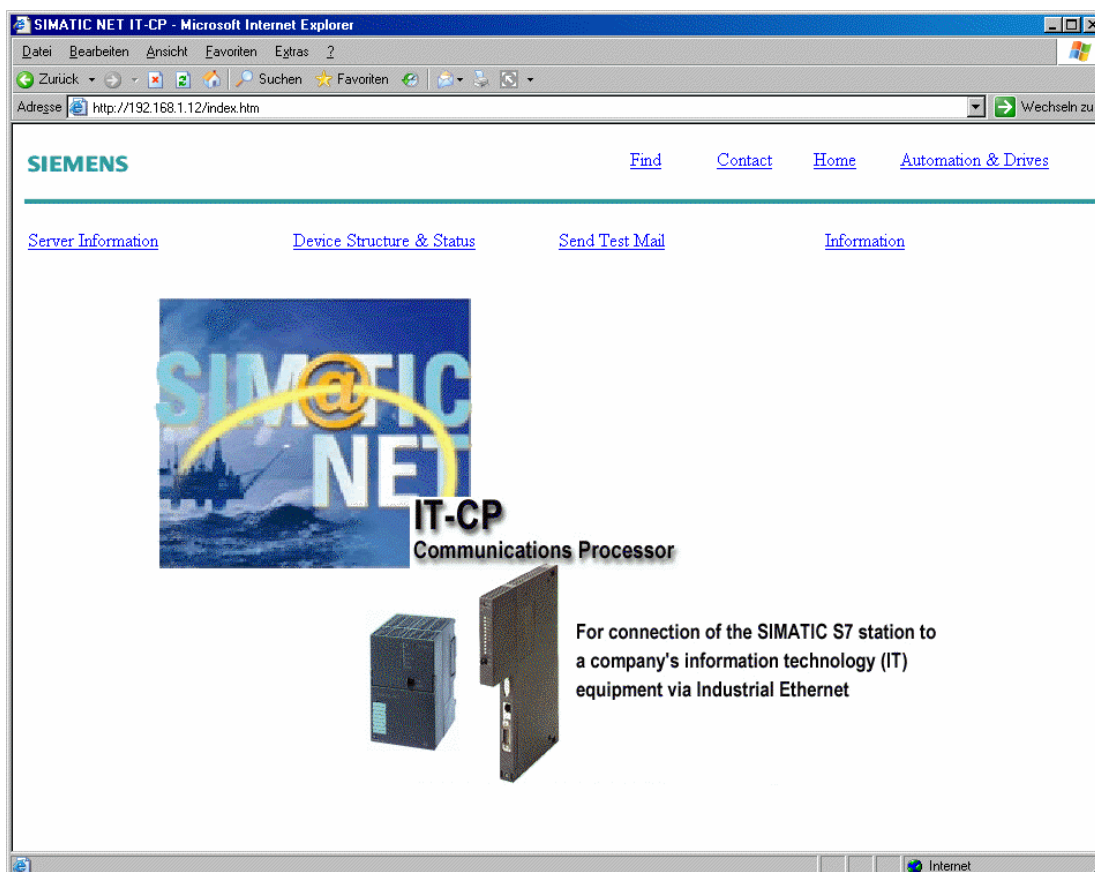 SIMATIC NET IT-CP - Microsoft Internet Explorer
Datei Bearbeiten Ansicht Favoriten Extras ?
Zurück Suchen Favoriten
Adresse http://192.168.1.12/index.htm Wechseln zu
SIEMENS Find Contact Home Automation & Drives
Server Information Device Structure & Status Send Test Mail Information
SIM@TIC
NET
IT-CP
Communications Processor
For connection of the SIMATIC S7 station to
a company's information technology (IT)
equipment via Industrial Ethernet
Internet